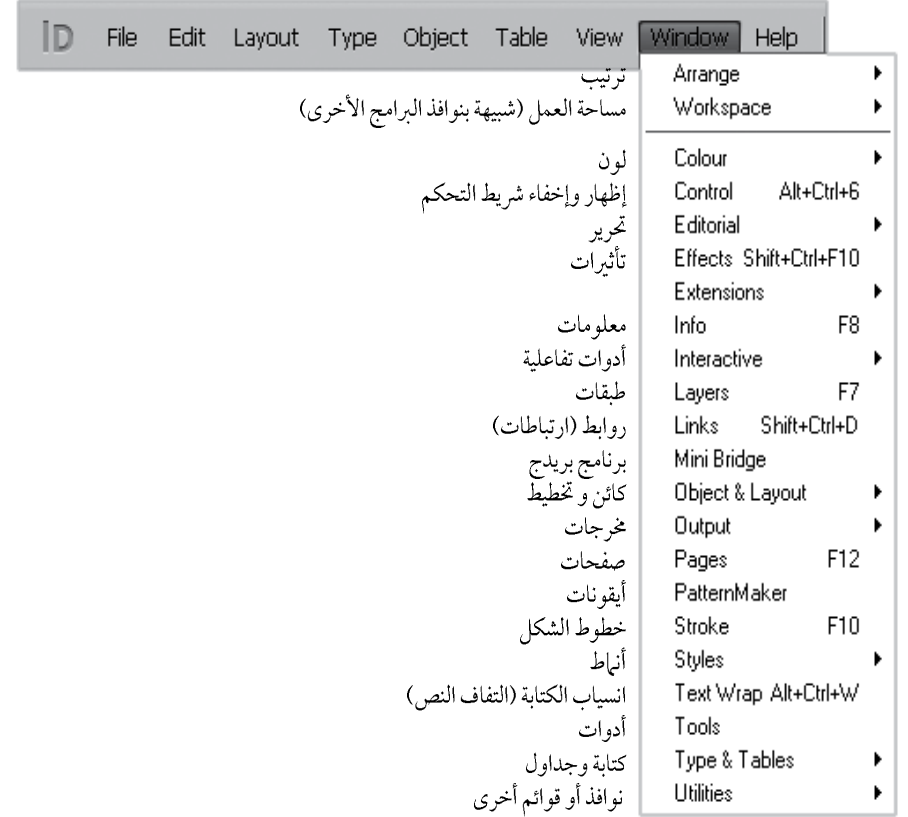 ID File Edit Layout Type Object Table View Window Help
ترتيب Arrange
مساحة العمل (شبيهة بنوافذ البرامج الأخرى) Workspace
لون Colour
إظهار وإخفاء شريط التحكم Control Alt+Ctrl+6
تحرير Editorial
تأثيرات Effects Shift+Ctrl+F10
Extensions
معلومات Info F8
أدوات تفاعلية Interactive
طبقات Layers F7
روابط (ارتباطات) Links Shift+Ctrl+D
برنامج بريدج Mini Bridge
كائن و تخطيط Object & Layout
مخرجات Output
صفحات Pages F12
أيقونات PatternMaker
خطوط الشكل Stroke F10
أنماط Styles
انسياب الكتابة (التفاف النص) Text Wrap Alt+Ctrl+W
أدوات Tools
كتابة وجداول Type & Tables
نوافذ أو قوائم أخرى Utilities